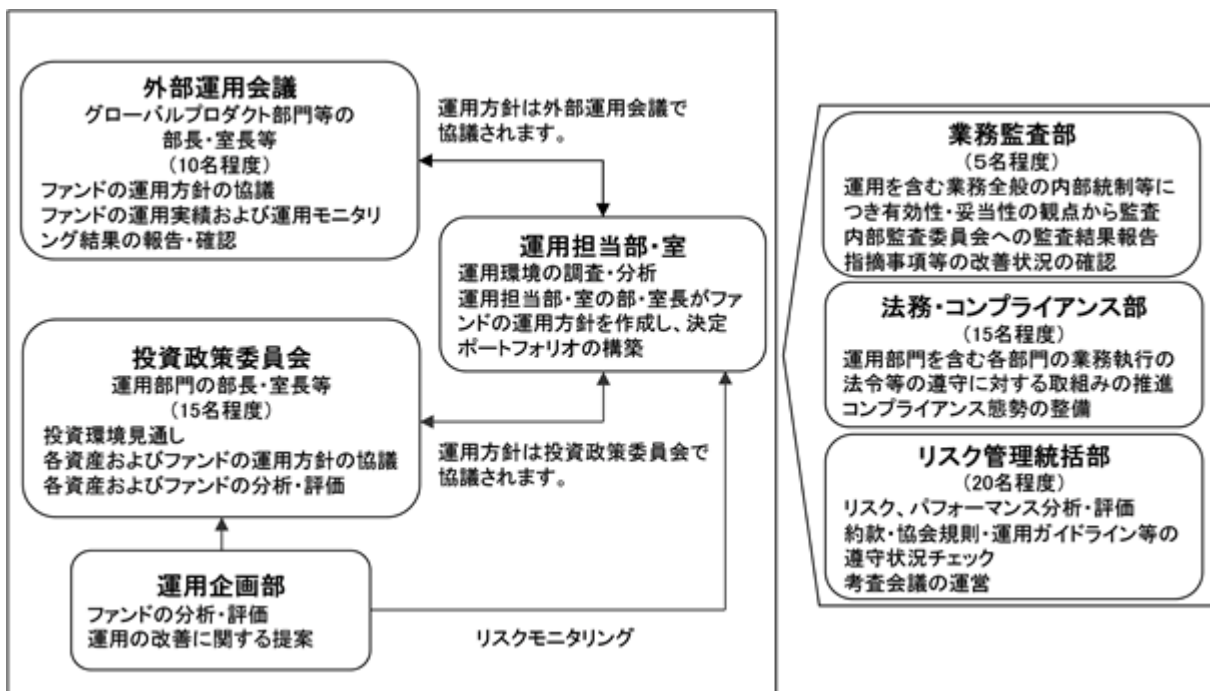 外部運用会議
グローバルプロダクト部門等の
部長・室長等
(10名程度)
ファンドの運用方針の協議
ファンドの運用実績および運用モニタリ
ング結果の報告・確認
運用方針は外部運用会議で
協議されます。
運用担当部・室
運用環境の調査・分析
運用担当部・室の部・室長がファ
ンドの運用方針を作成し、決定
ポートフォリオの構築
投資政策委員会
運用部門の部長・室長等
(15名程度)
投資環境見通し
各資産およびファンドの運用方針の協議
各資産およびファンドの分析・評価
運用方針は投資政策委員会で
協議されます。
運用企画部
ファンドの分析・評価
運用の改善に関する提案
リスクモニタリング
業務監査部
(5名程度)
運用を含む業務全般の内部統制等に
つき有効性・妥当性の観点から監査
内部監査委員会への監査結果報告
指摘事項等の改善状況の確認
法務・コンプライアンス部
(15名程度)
運用部門を含む各部門の業務執行の
法令等の遵守に対する取組みの推進
コンプライアンス態勢の整備
リスク管理統括部
(20名程度)
リスク、パフォーマンス分析・評価
約款・協会規則・運用ガイドライン等の
遵守状況チェック
考査会議の運営